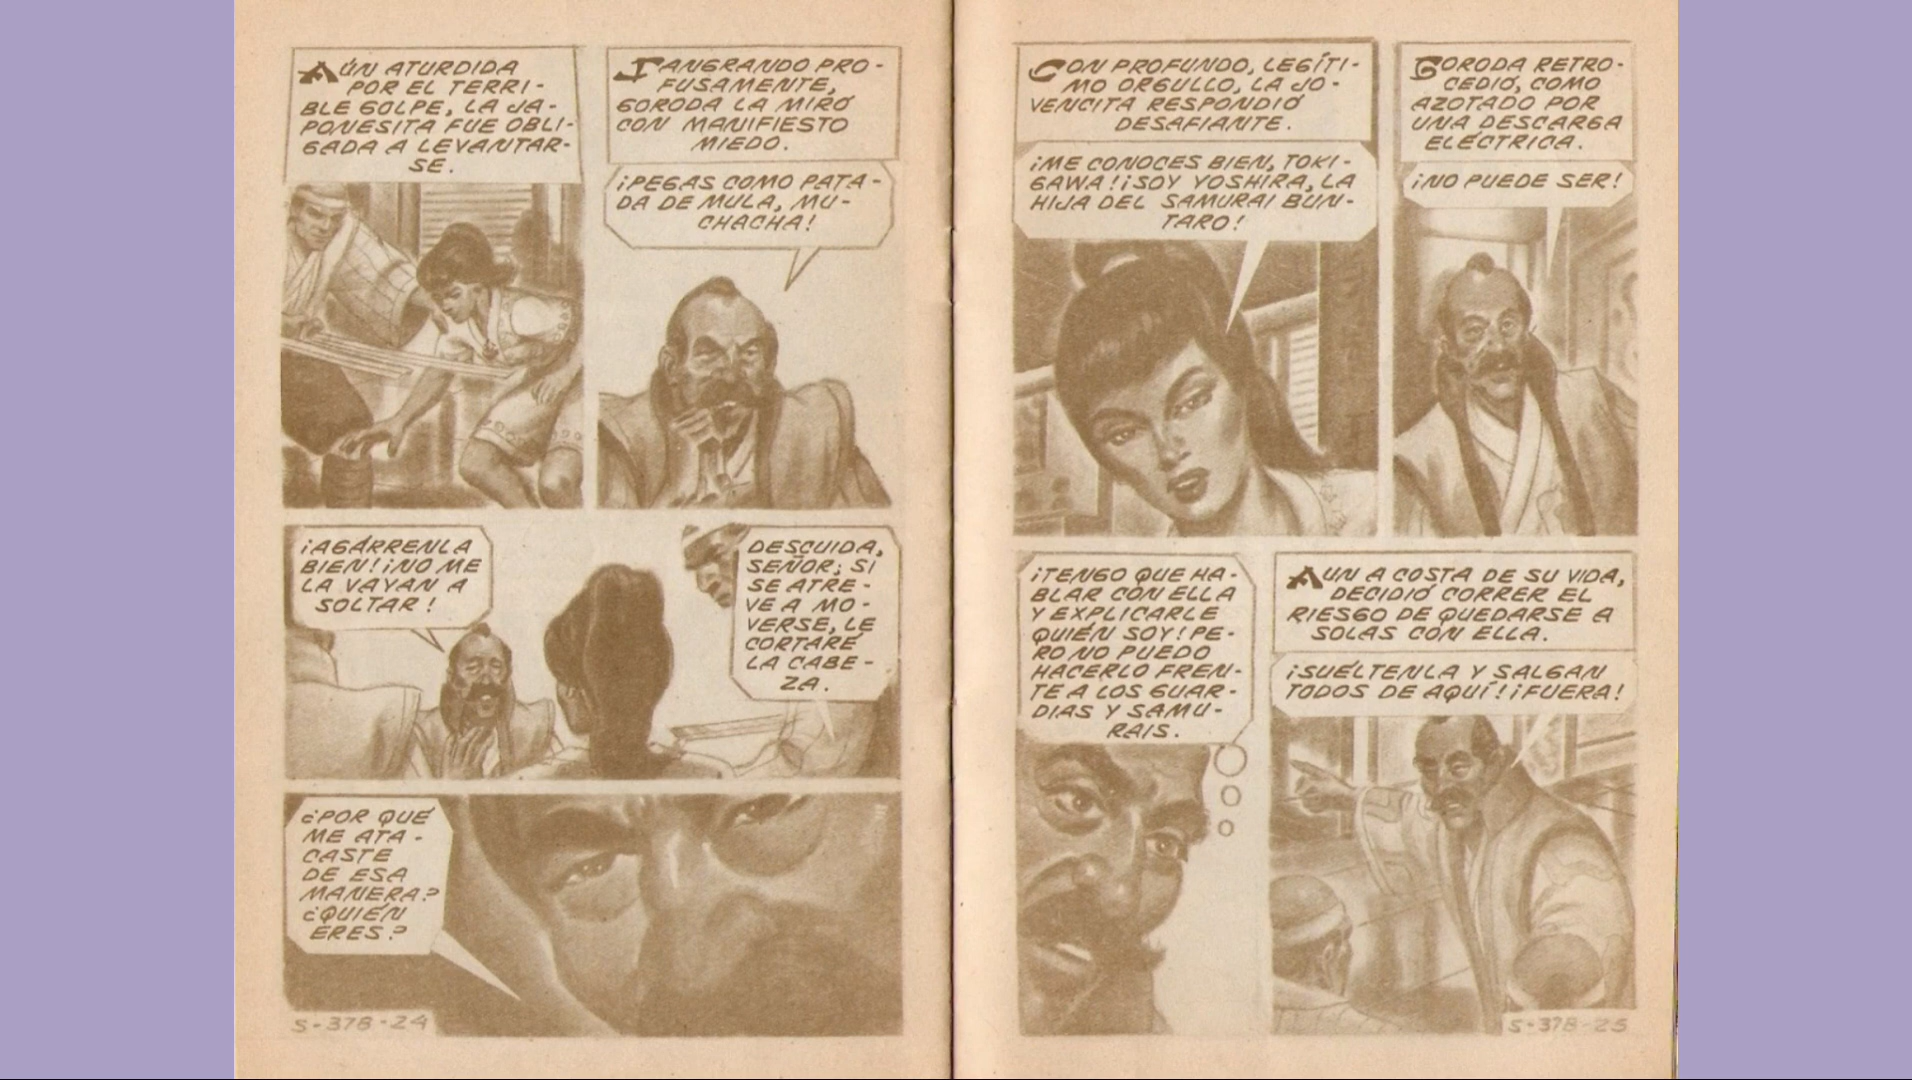 AÚN ATURDIDA
POR EL TERRI-
BLE GOLPE, LA JA-
PONESITA FUE OBLI-
GADA A LEVANTAR-
SE.
SANGRANDO PRO-
FUSAMENTE,
GORODA LA MIRÓ
CON MANIFIESTO
MIEDO.
¡PEGAS COMO PATA-
DA DE MULA, MU-
CHACHA!
¡AGÁRRENLA
BIEN! ¡NO ME
LA VAYAN A
SOLTAR!
DESCUIDA,
SEÑOR; SI
SE ATRE-
VE A MO-
VERSE, LE
CORTARÉ
LA CABE-
ZA.
¿POR QUÉ
ME ATA-
CASTE
DE ESA
MANERA?
¿QUIÉN
ERES?
S-378-24
CON PROFUNDO, LEGÍTI-
MO ORGULLO, LA JO-
VENCITA RESPONDIÓ
DESAFIANTE.
¡ME CONOCES BIEN, TOKI-
GAWA! ¡SOY YOSHIRA, LA
HIJA DEL SAMURAI BUN-
TARO!
GORODA RETRO-
CEDIÓ, COMO
AZOTADO POR
UNA DESCARGA
ELÉCTRICA.
¡NO PUEDE SER!
¡TENGO QUE HA-
BLAR CON ELLA
Y EXPLICARLE
QUIÉN SOY! PE-
RO NO PUEDO
HACERLO FREN-
TE A LOS GUAR-
DIAS Y SAMU-
RAIS.
AUN A COSTA DE SU VIDA,
DECIDIÓ CORRER EL
RIESGO DE QUEDARSE A
SOLAS CON ELLA.
¡SUÉLTENLA Y SALGAN
TODOS DE AQUÍ! ¡FUERA!
S-378-25